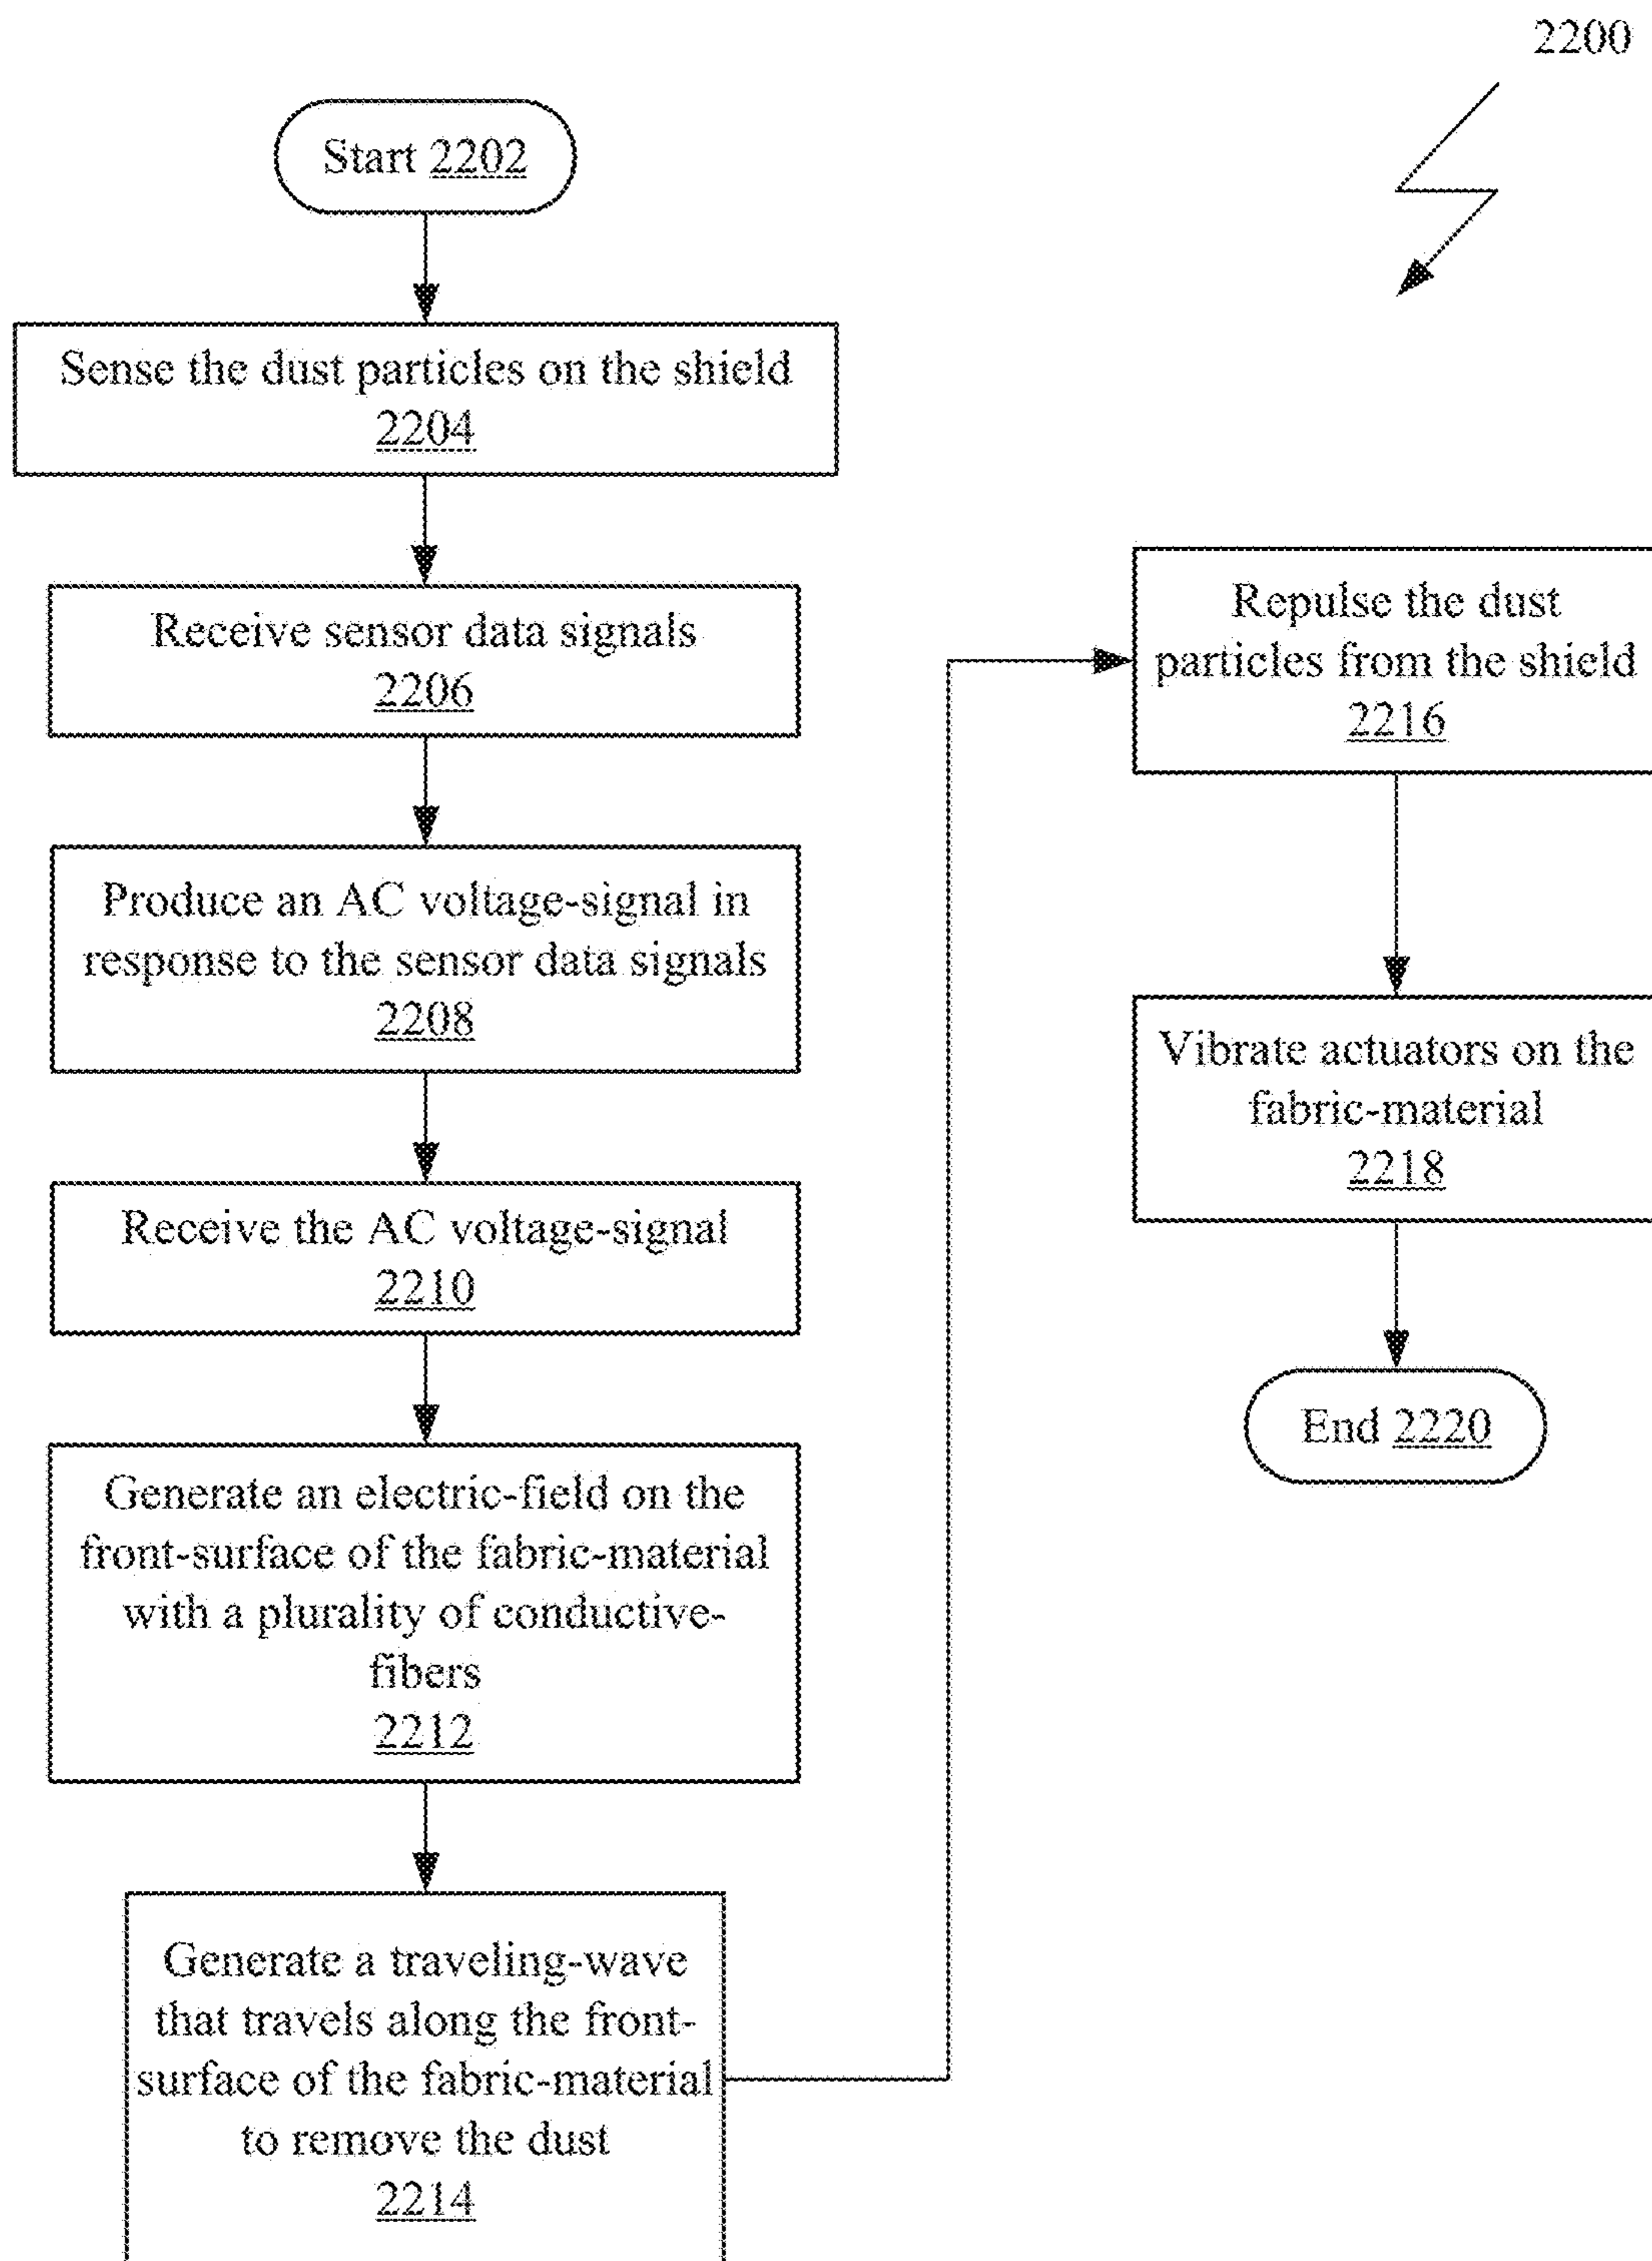 2200
Start 2202
Sense the dust particles on the shield
2204
Receive sensor data signals
2206
Produce an AC voltage-signal in
response to the sensor data signals
2208
Receive the AC voltage-signal
2210
Generate an electric-field on the
front-surface of the fabric-material
with a plurality of conductive-
fibers
2212
Generate a traveling-wave
that travels along the front-
surface of the fabric-material
to remove the dust
2214
Repulse the dust
particles from the shield
2216
Vibrate actuators on the
fabric-material
2218
End 2220